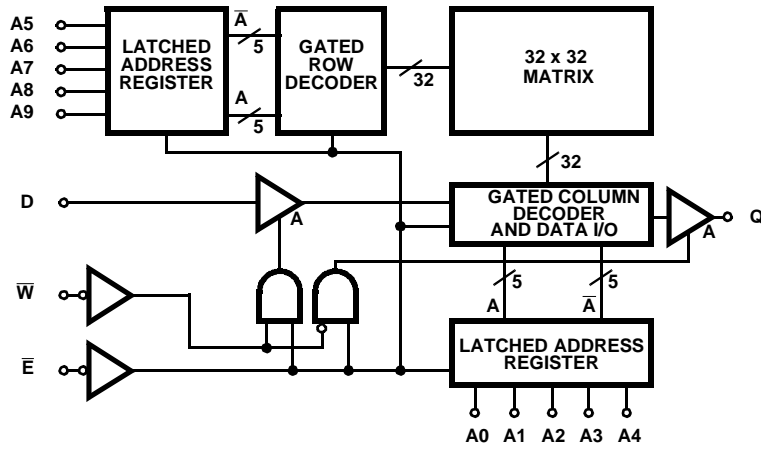 A5
A6
A7
A8
A9
LATCHED
ADDRESS
REGISTER
A̅
5
A
5
GATED
ROW
DECODER
32
32 x 32
MATRIX
32
D
A
GATED COLUMN
DECODER
AND DATA I/O
A
Q
W̅
E̅
5
A
5
A̅
LATCHED ADDRESS
REGISTER
A0 A1 A2 A3 A4